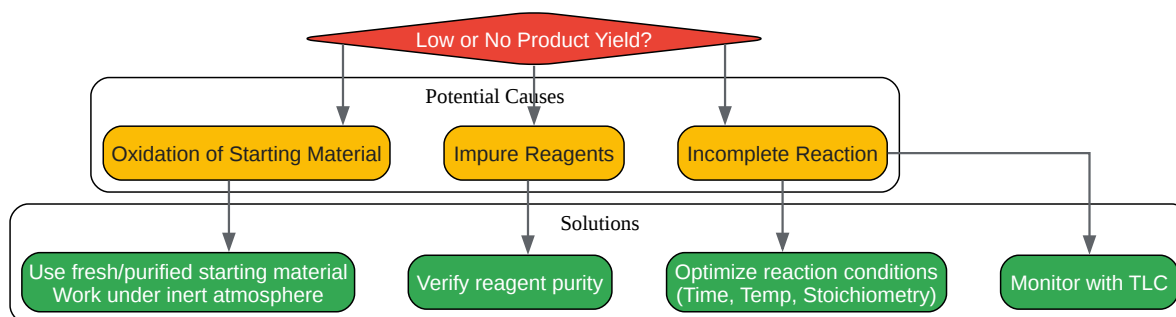 Low or No Product Yield?
Potential Causes
Oxidation of Starting Material
Impure Reagents
Incomplete Reaction
Solutions
Use fresh/purified starting material
Work under inert atmosphere
Verify reagent purity
Optimize reaction conditions
(Time, Temp, Stoichiometry)
Monitor with TLC